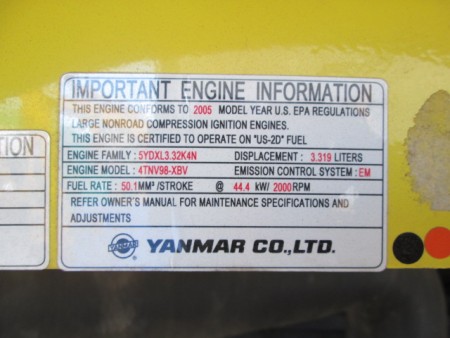 IMPORTANT ENGINE INFORMATION
THIS ENGINE CONFORMS TO 2005 MODEL YEAR U.S. EPA REGULATIONS
LARGE NONROAD COMPRESSION IGNITION ENGINES.
THIS ENGINE IS CERTIFIED TO OPERATE ON "US-2D" FUEL
ENGINE FAMILY : 5YDXL3.32K4N DISPLACEMENT : 3.319 LITERS
ENGINE MODEL : 4TNV98-XBV EMISSION CONTROL SYSTEM : EM
FUEL RATE : 50.1MM³/STROKE @ 44.4 kW/ 2000RPM
REFER OWNER'S MANUAL FOR MAINTENANCE SPECIFICATIONS AND
ADJUSTMENTS
YANMAR CO.,LTD.
TION